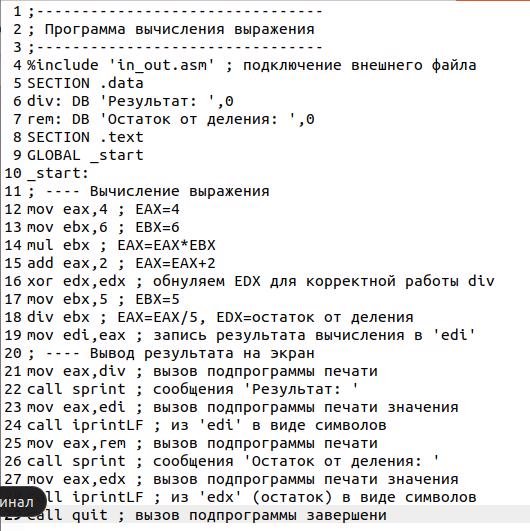 1 ;---------------------------------
2 ; Программа вычисления выражения
3 ;---------------------------------
4 %include 'in_out.asm' ; подключение внешнего файла
5 SECTION .data
6 div: DB 'Результат: ',0
7 rem: DB 'Остаток от деления: ',0
8 SECTION .text
9 GLOBAL _start
10 _start:
11 ; ---- Вычисление выражения
12 mov eax,4 ; EAX=4
13 mov ebx,6 ; EBX=6
14 mul ebx ; EAX=EAX*EBX
15 add eax,2 ; EAX=EAX+2
16 xor edx,edx ; обнуляем EDX для корректной работы div
17 mov ebx,5 ; EBX=5
18 div ebx ; EAX=EAX/5, EDX=остаток от деления
19 mov edi,eax ; запись результата вычисления в 'edi'
20 ; ---- Вывод результата на экран
21 mov eax,div ; вызов подпрограммы печати
22 call sprint ; сообщения 'Результат: '
23 mov eax,edi ; вызов подпрограммы печати значения
24 call iprintLF ; из 'edi' в виде символов
25 mov eax,rem ; вызов подпрограммы печати
26 call sprint ; сообщения 'Остаток от деления: '
27 mov eax,edx ; вызов подпрограммы печати значения
инал ll iprintLF ; из 'edx' (остаток) в виде символов
29 call quit ; вызов подпрограммы завершени